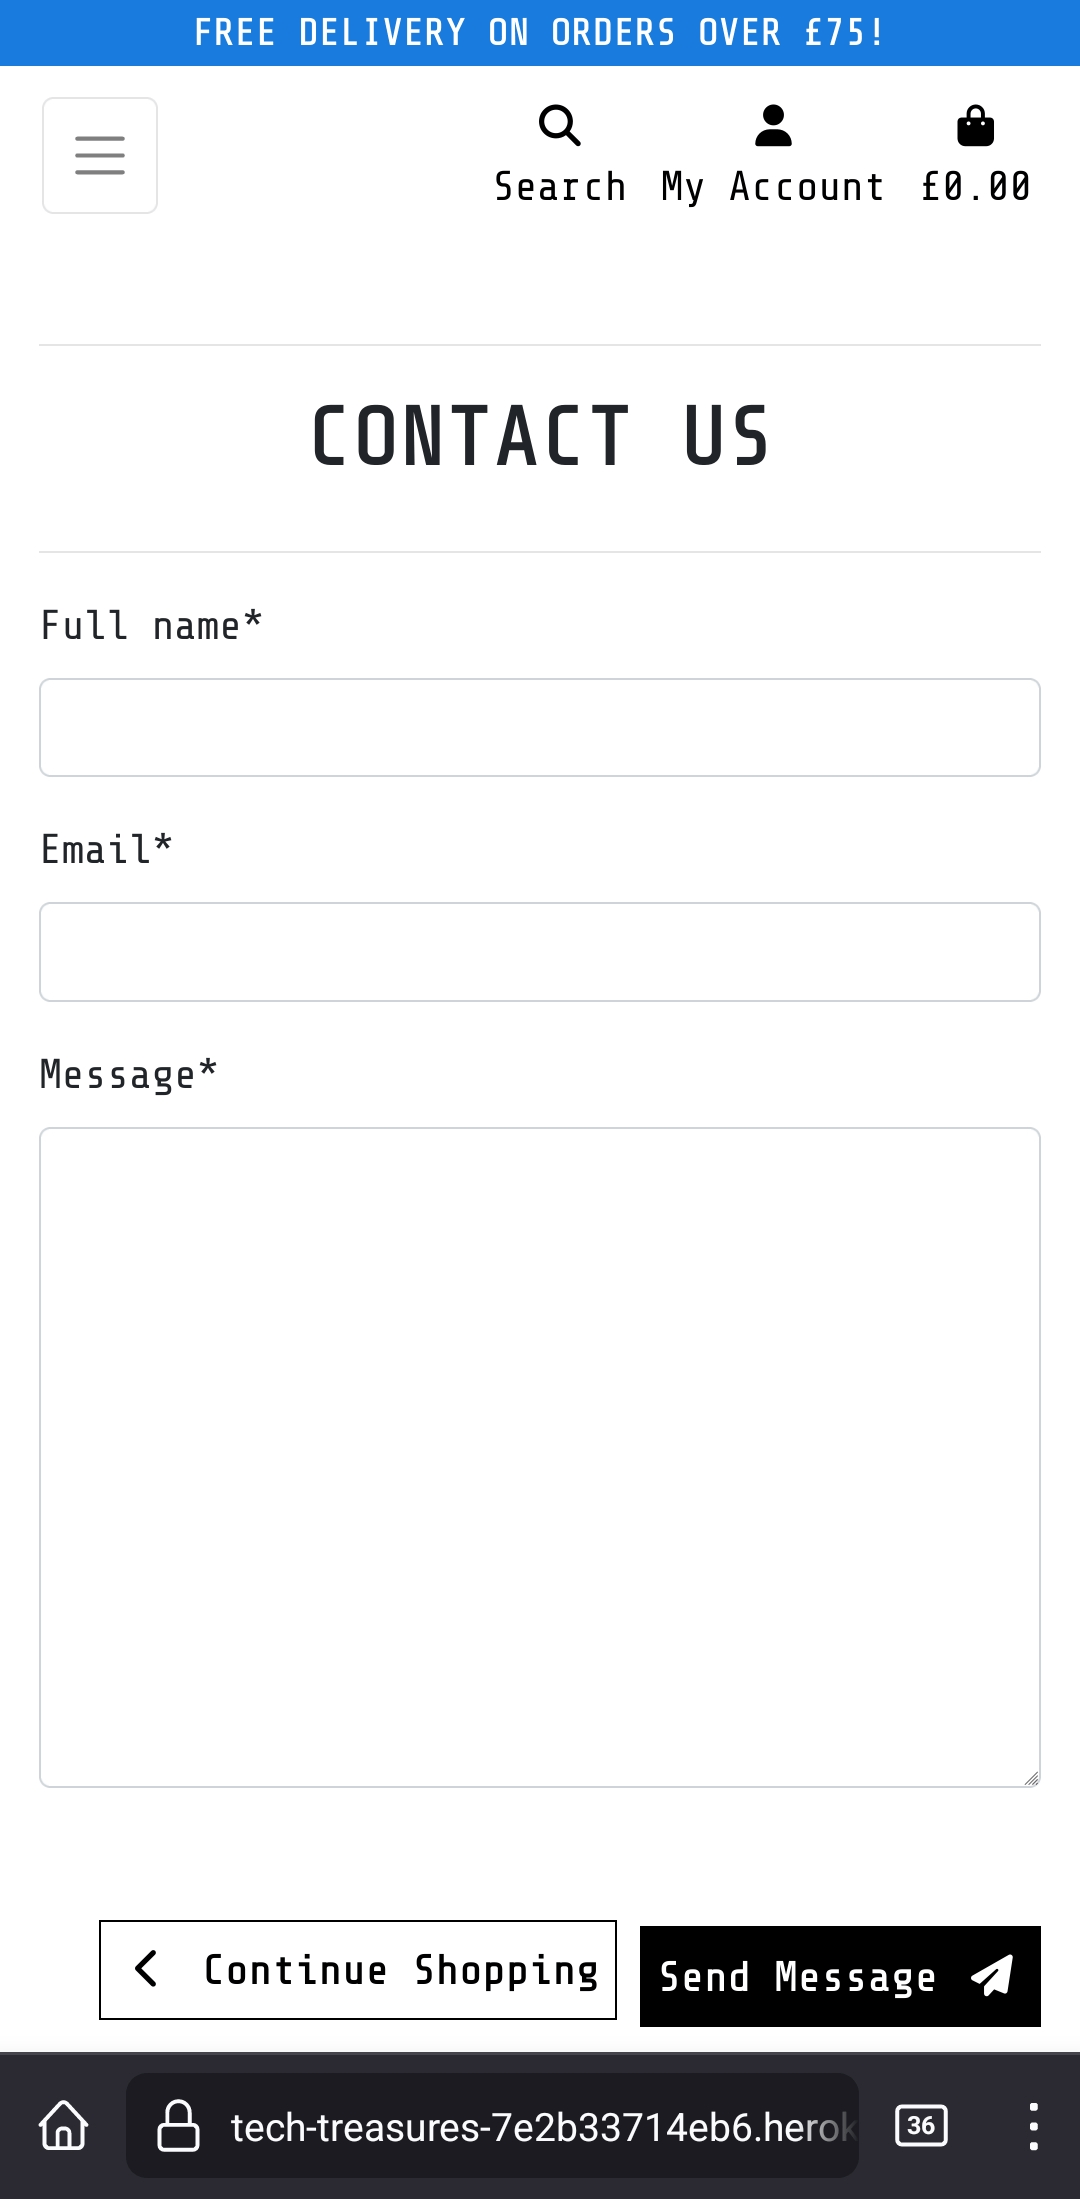 FREE DELIVERY ON ORDERS OVER £75!
Search My Account £0.00
CONTACT US
Full name*
Email*
Message*
Continue Shopping Send Message
tech-treasures-7e2b33714eb6.herok 36